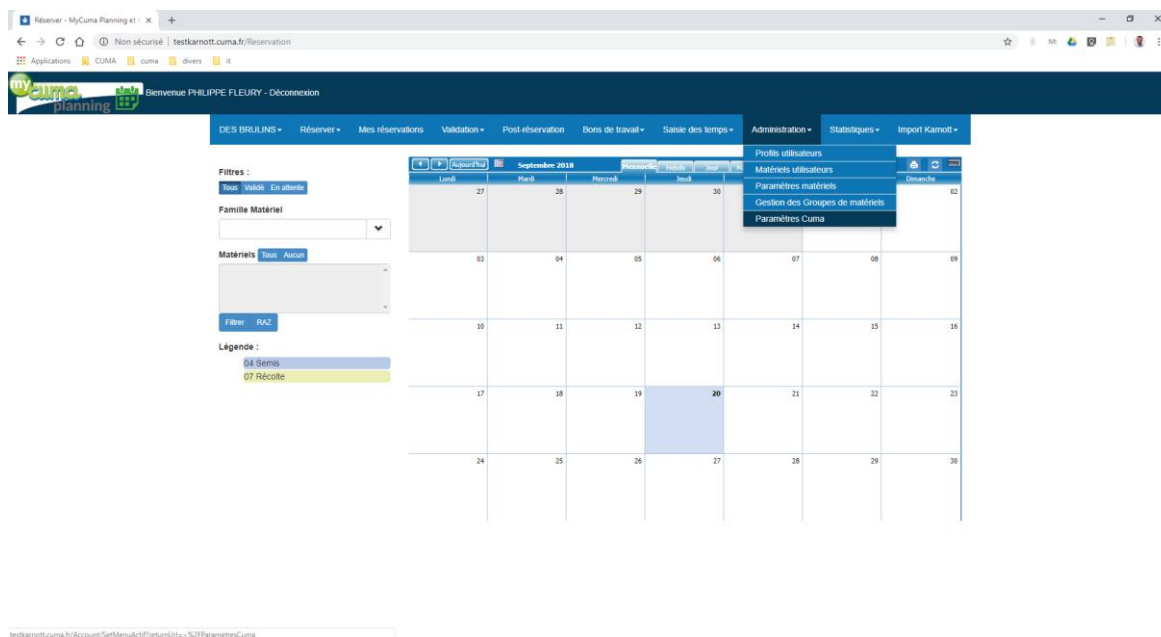 Réserver - MyCuma Planning et
Non sécurisé | testkarnott.cuma.fr/Reservation
Applications CUMA cuma divers it
my cuma planning
Bienvenue PHILIPPE FLEURY - Déconnexion
DES BRULINS Réserver Mes réservations Validation Post-réservation Bons de travail Saisie des temps Administration Statistiques Import Karnott
Profils utilisateurs
Matériels utilisateurs
Paramètres matériels
Gestion des Groupes de matériels
Paramètres Cuma
Filtres :
Tous Validé En attente
Famille Matériel
Matériels Tous Aucun
Filtrer RAZ
Légende :
04 Semis
07 Récolte
Aujourd'hui Septembre 2018 Mensuelle Hebdo Jour
Lundi Mardi Mercredi Jeudi Dimanche
27 28 29 30 02
03 04 05 06 07 08 09
10 11 12 13 14 15 16
17 18 19 20 21 22 23
24 25 26 27 28 29 30
testkarnott.cuma.fr/Account/SetMenuActif?returnUrl=~%2FParametresCuma